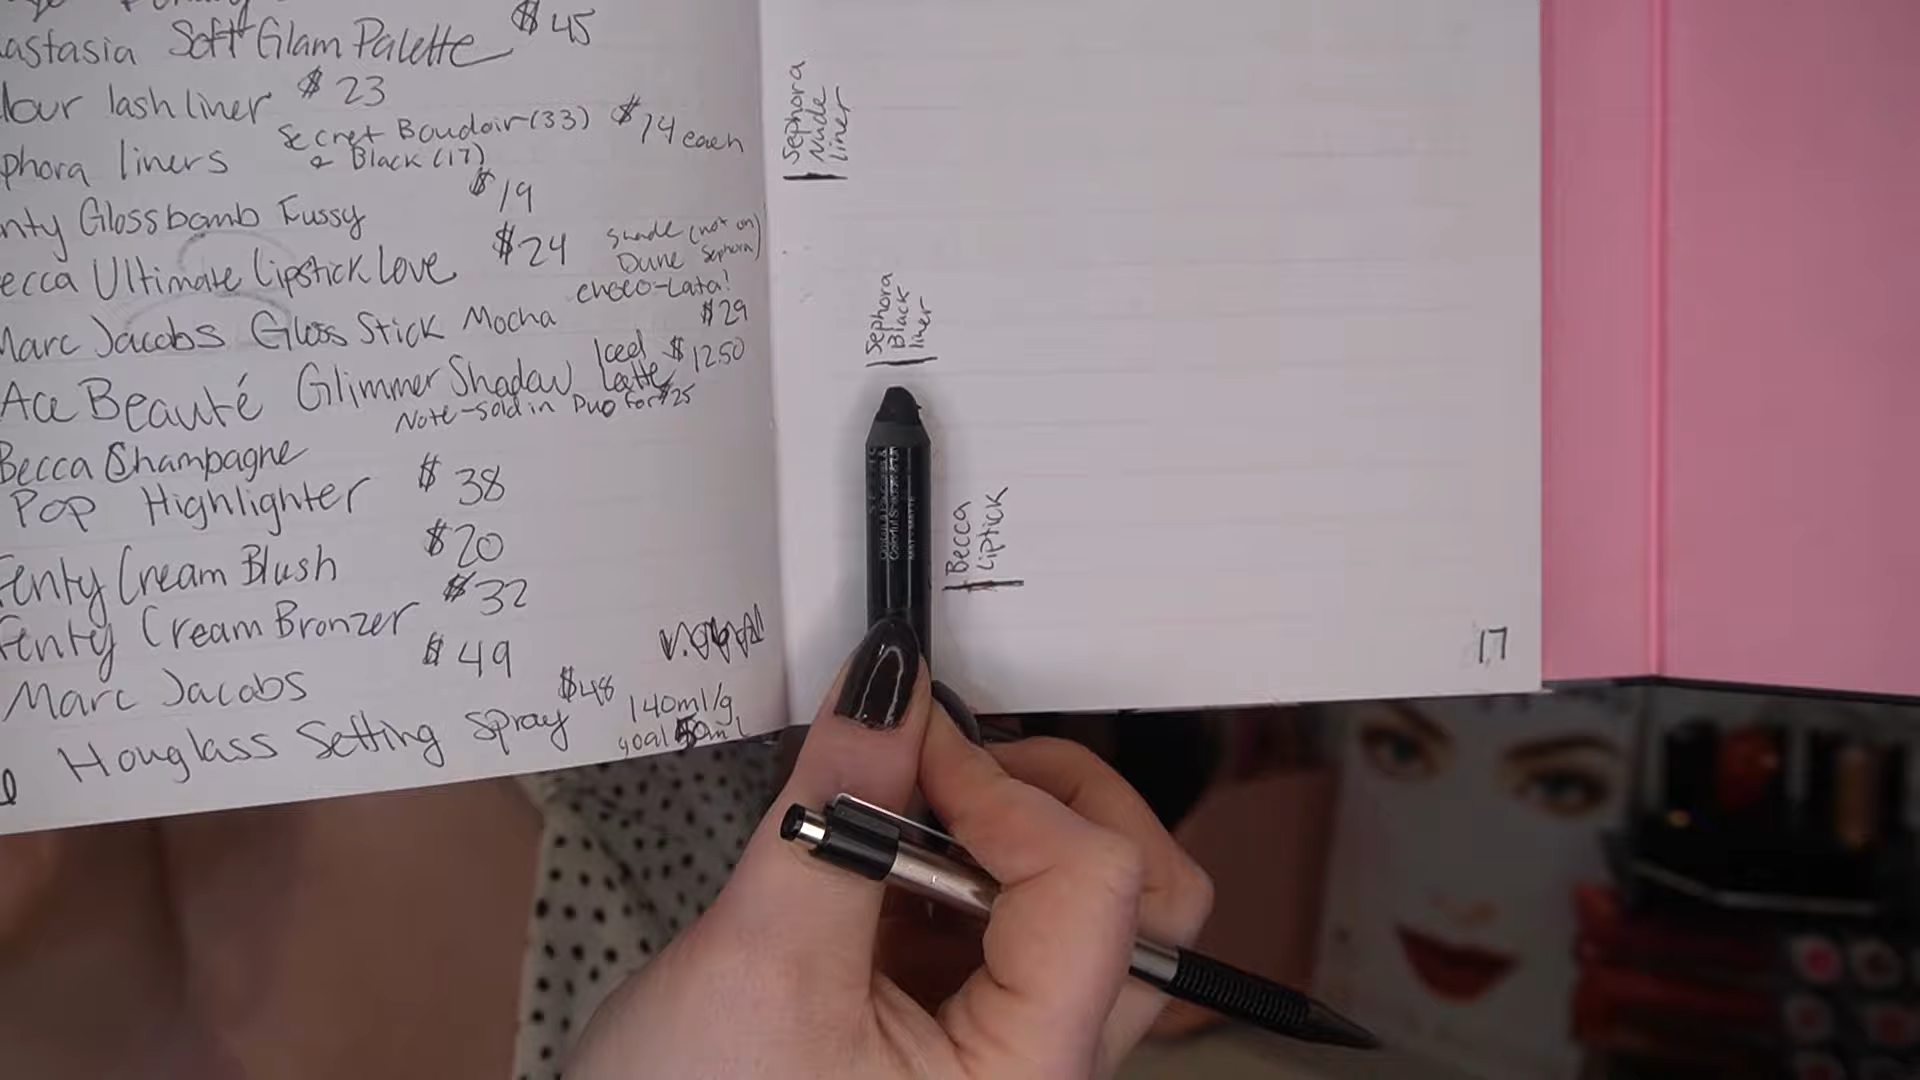 astasia Soft Glam Palette $45
lour lash liner $23
phora liners Secret Boudoir (33) $14 each
& Black (17)
nty Glossbomb Fussy $19
ecca Ultimate Lipstick Love $24 shade (not on
Dune Sephora)
choco-lata!
Marc Jacobs Gloss Stick Mocha $29
Ace Beauté Glimmer Shadow Iced Latte $12.50
Note - sold in Duo for $25
Becca Champagne
Pop Highlighter $38
Fenty Cream Blush $20
Fenty Cream Bronzer $32
Marc Jacobs $49
Hourglass Setting Spray $48 140ml/g
goal 50ml
Sephora
Nude
liner
Sephora
Black
liner
Becca
Liptick
17